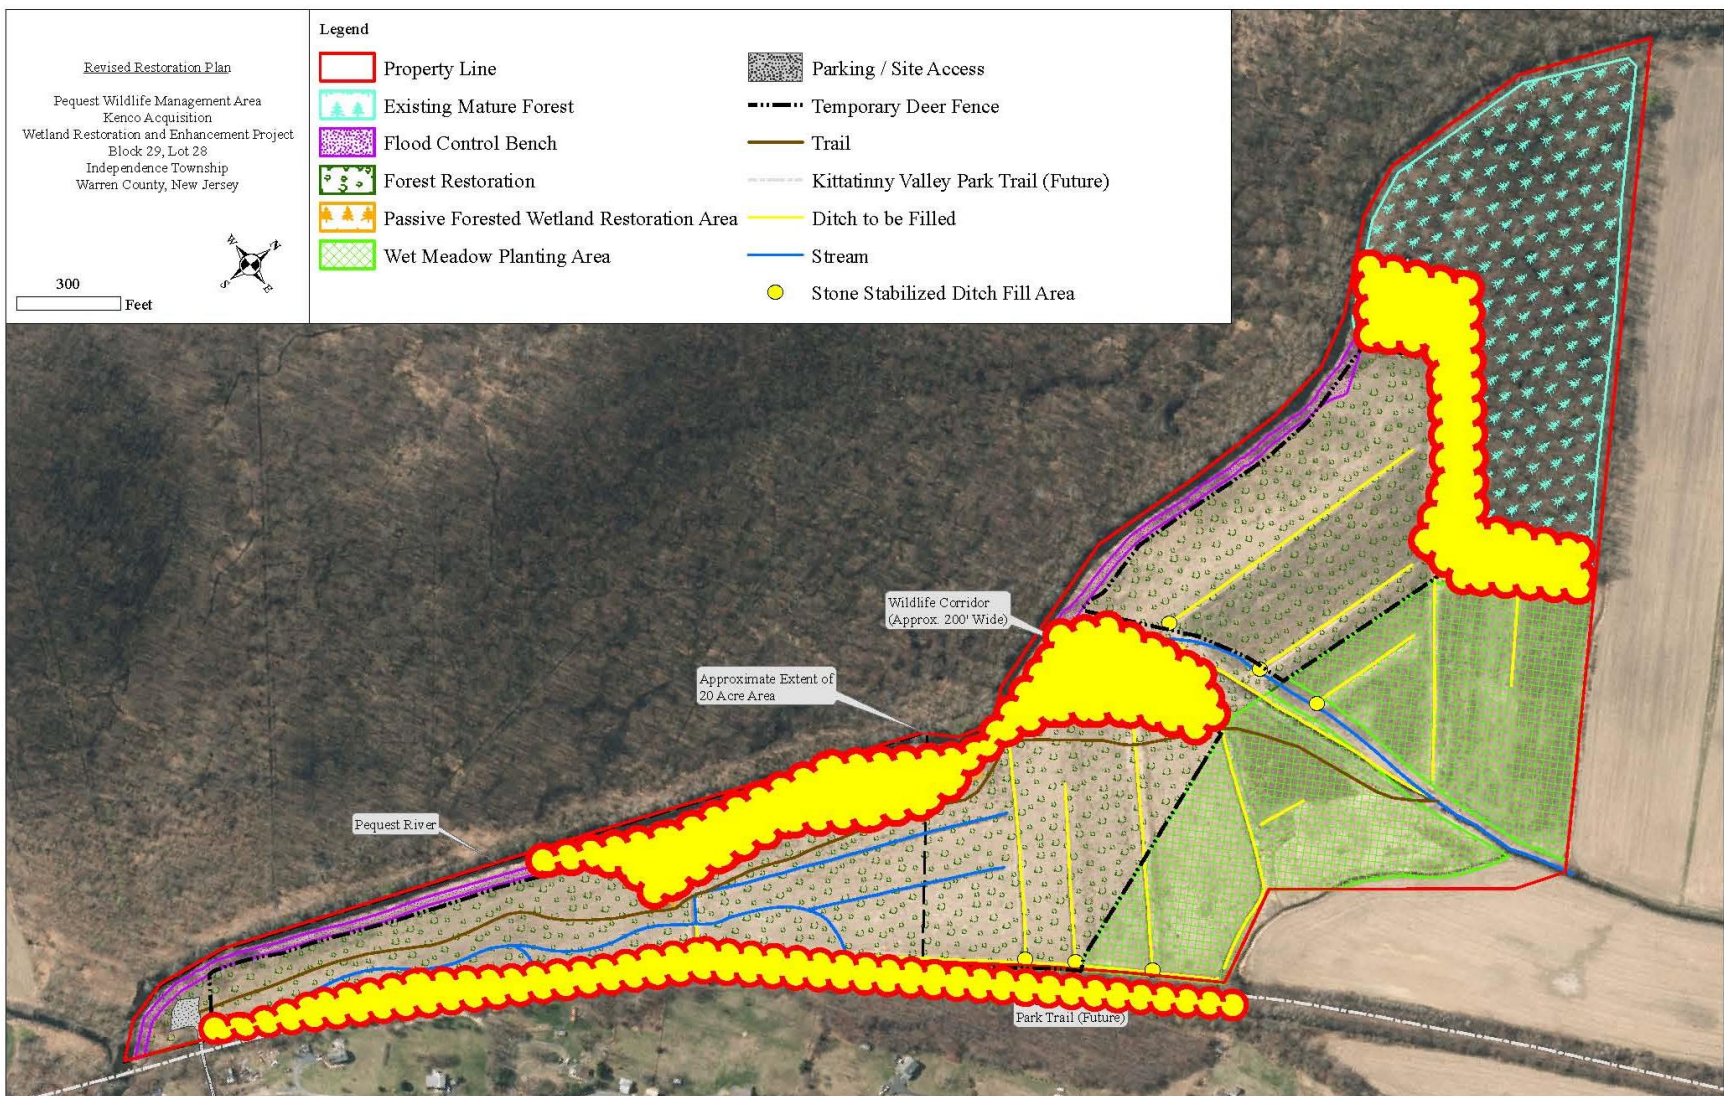 Revised Restoration Plan
Pequest Wildlife Management Area
Kenco Acquisition
Wetland Restoration and Enhancement Project
Block 29, Lot 28
Independence Township
Warren County, New Jersey
W
N
S
E
300
Feet
Legend
Property Line
Existing Mature Forest
Flood Control Bench
Forest Restoration
Passive Forested Wetland Restoration Area
Wet Meadow Planting Area
Parking / Site Access
Temporary Deer Fence
Trail
Kittatinny Valley Park Trail (Future)
Ditch to be Filled
Stream
Stone Stabilized Ditch Fill Area
Wildlife Corridor
(Approx. 200' Wide)
Approximate Extent of
20 Acre Area
Pequest River
Park Trail (Future)